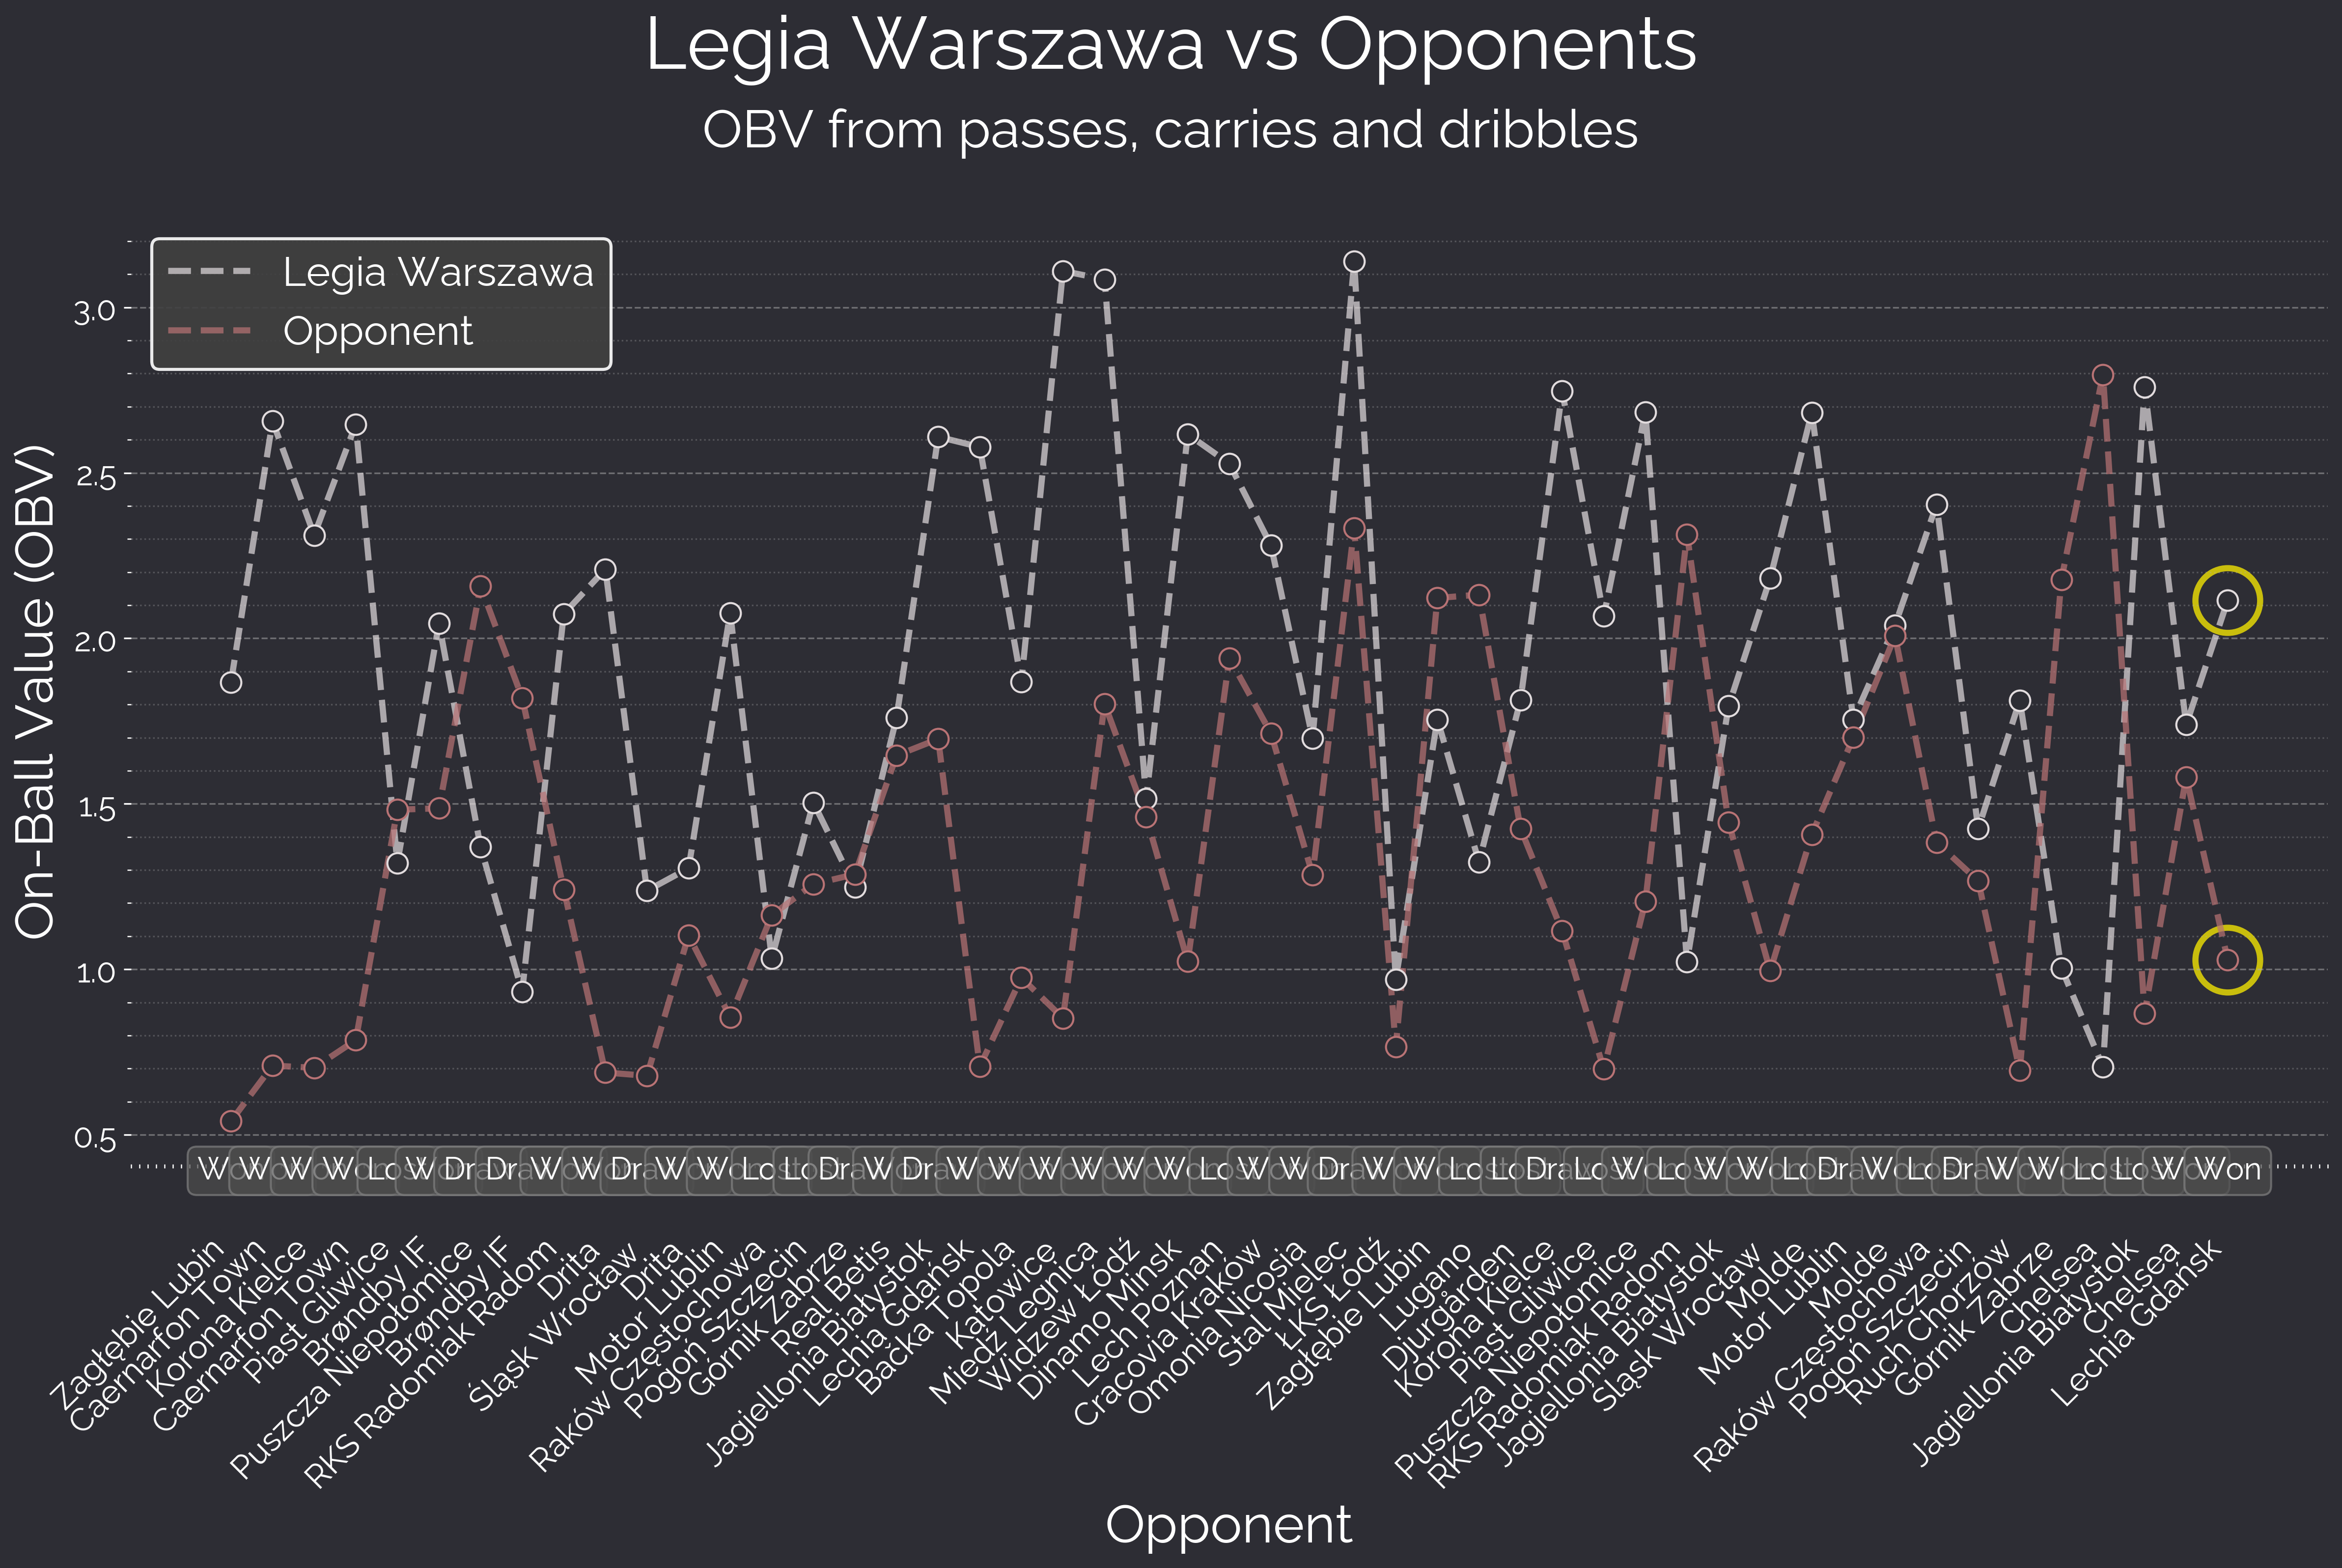 Legia Warszawa vs Opponents
OBV from passes, carries and dribbles
Legia Warszawa
Opponent
On-Ball Value (OBV)
3.0
2.5
2.0
1.5
1.0
0.5
Won
Zagłębie Lubin
Caernarfon Town
Korona Kielce
Caernarfon Town
Piast Gliwice
Brøndby IF
Puszcza Niepołomice
Brøndby IF
RKS Radomiak Radom
Drita
Śląsk Wrocław
Drita
Motor Lublin
Raków Częstochowa
Pogoń Szczecin
Górnik Zabrze
Real Betis
Jagiellonia Białystok
Lechia Gdańsk
Bačka Topola
Katowice
Miedź Legnica
Widzew Łódź
Dinamo Minsk
Lech Poznan
Cracovia Kraków
Omonia Nicosia
Stal Mielec
ŁKS Łódź
Zagłębie Lubin
Lugano
Djurgården
Korona Kielce
Piast Gliwice
Puszcza Niepołomice
RKS Radomiak Radom
Jagiellonia Białystok
Śląsk Wrocław
Molde
Motor Lublin
Molde
Raków Częstochowa
Pogoń Szczecin
Ruch Chorzów
Górnik Zabrze
Chelsea
Jagiellonia Białystok
Chelsea
Lechia Gdańsk
Opponent